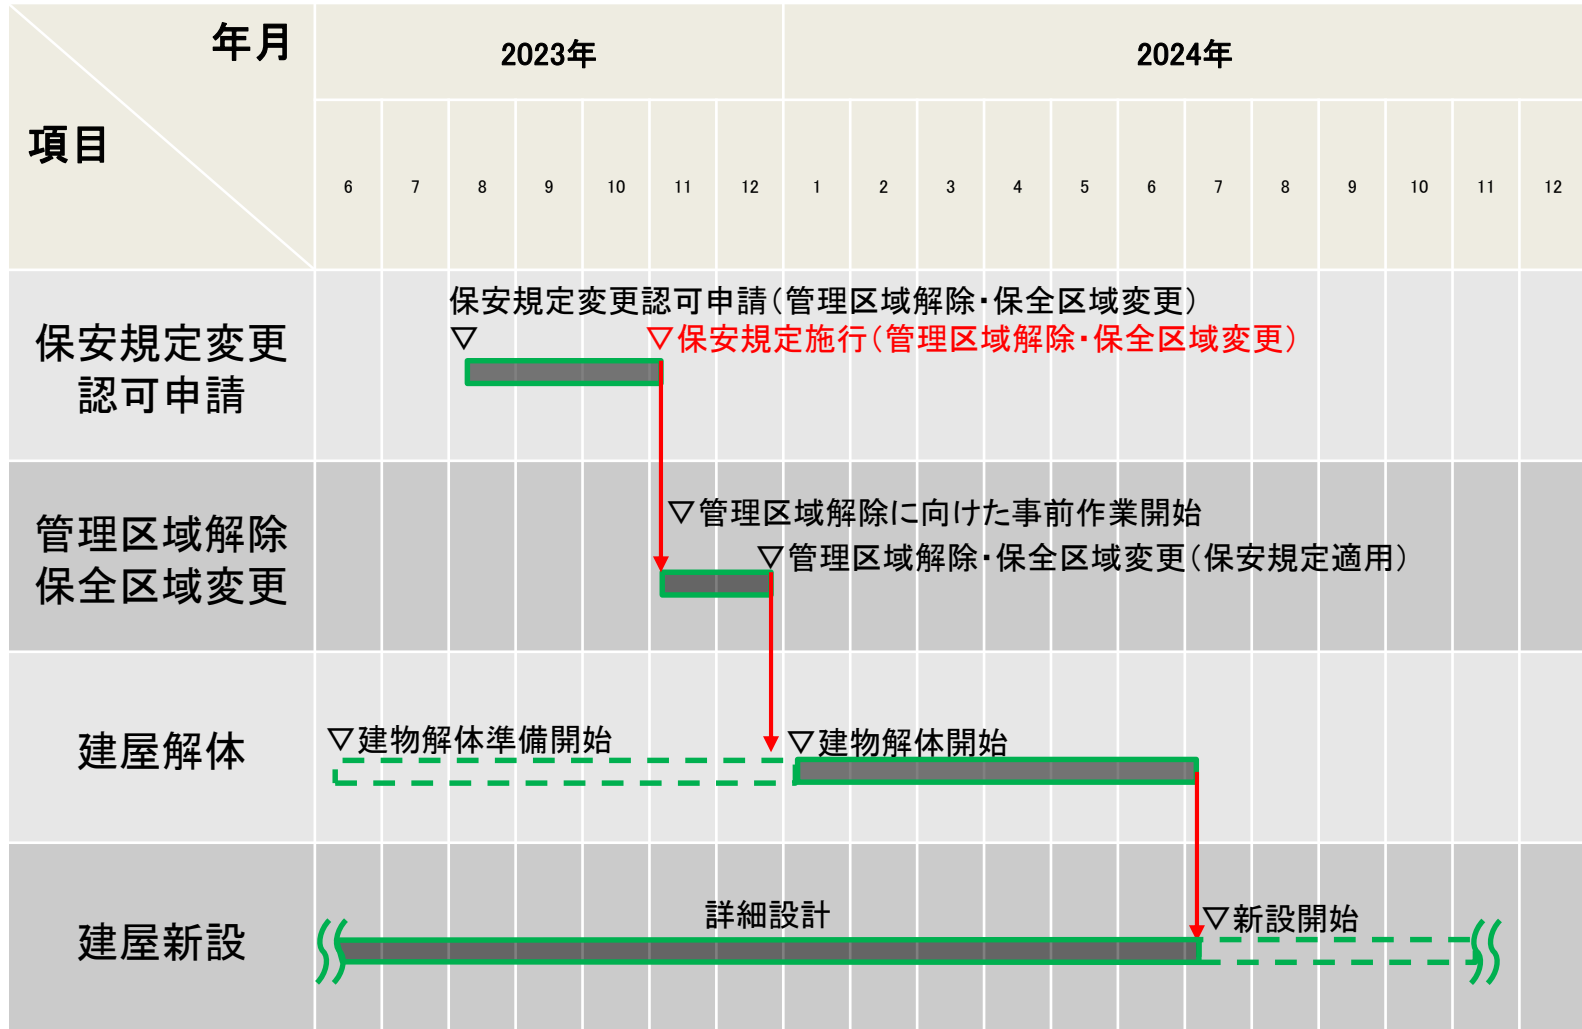 年月
項目
2023年
2024年
6 7 8 9 10 11 12 1 2 3 4 5 6 7 8 9 10 11 12
保安規定変更
認可申請
保安規定変更認可申請(管理区域解除・保全区域変更)
▽
▽保安規定施行(管理区域解除・保全区域変更)
管理区域解除
保全区域変更
▽管理区域解除に向けた事前作業開始
▽管理区域解除・保全区域変更(保安規定適用)
建屋解体
▽建物解体準備開始
▽建物解体開始
建屋新設
詳細設計
▽新設開始